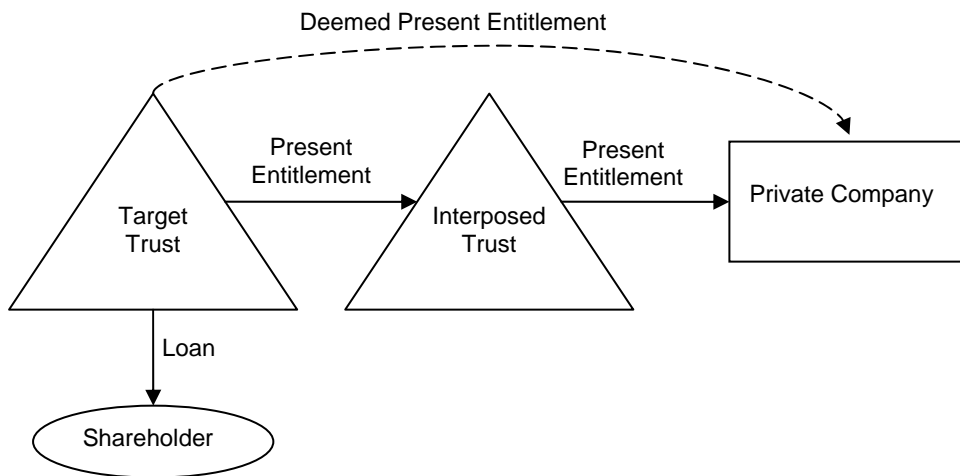 Deemed Present Entitlement
Present
Entitlement
Present
Entitlement
Private Company
Target
Trust
Interposed
Trust
Loan
Shareholder